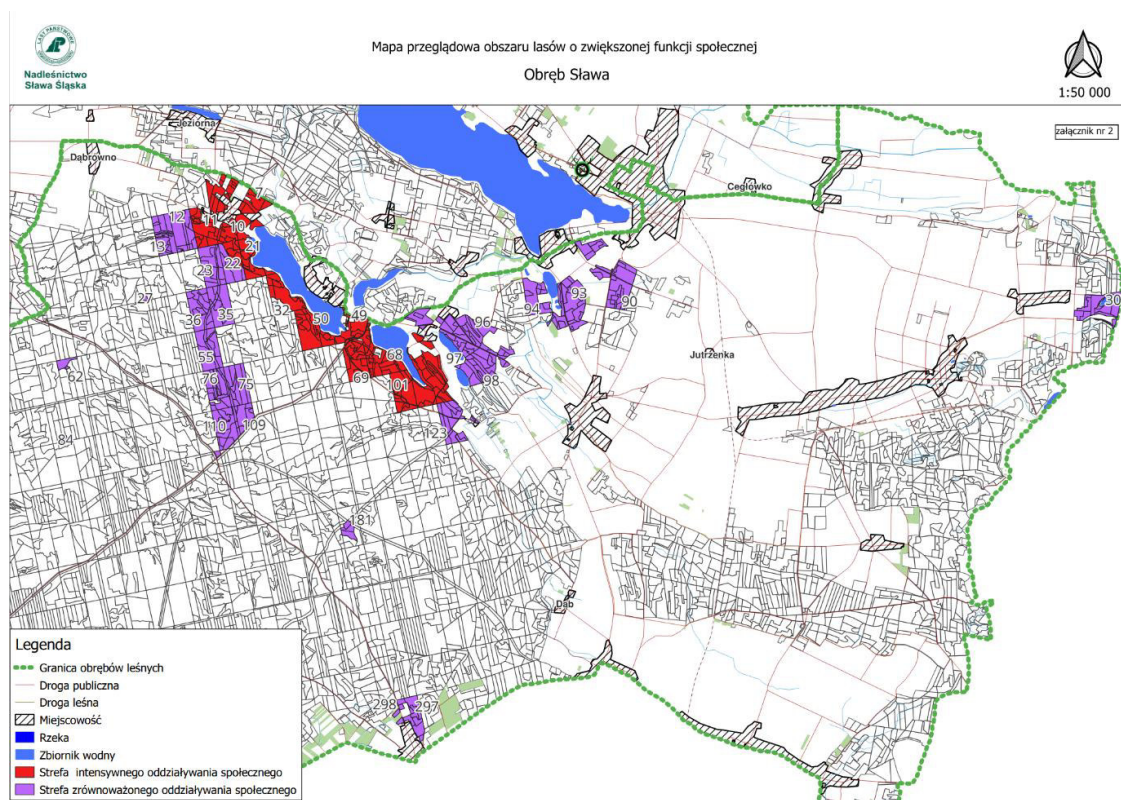 LASY PAŃSTWOWE
Nadleśnictwo
Sława Śląska
Mapa przeglądowa obszaru lasów o zwiększonej funkcji społecznej
Obręb Sława
1:50 000
załącznik nr 2
Jeziorna
Dąbrowno
Cegłówko
12
11
10
13
21
22
23
27
30
93
94
90
36
35
32
50
49
96
55
68
97
Jutrzenka
62
76
75
69
101
98
84
110
109
123
181
Dąb
298
297
Legenda
Granica obrębów leśnych
Droga publiczna
Droga leśna
Miejscowość
Rzeka
Zbiornik wodny
Strefa intensywnego oddziaływania społecznego
Strefa zrównoważonego oddziaływania społecznego